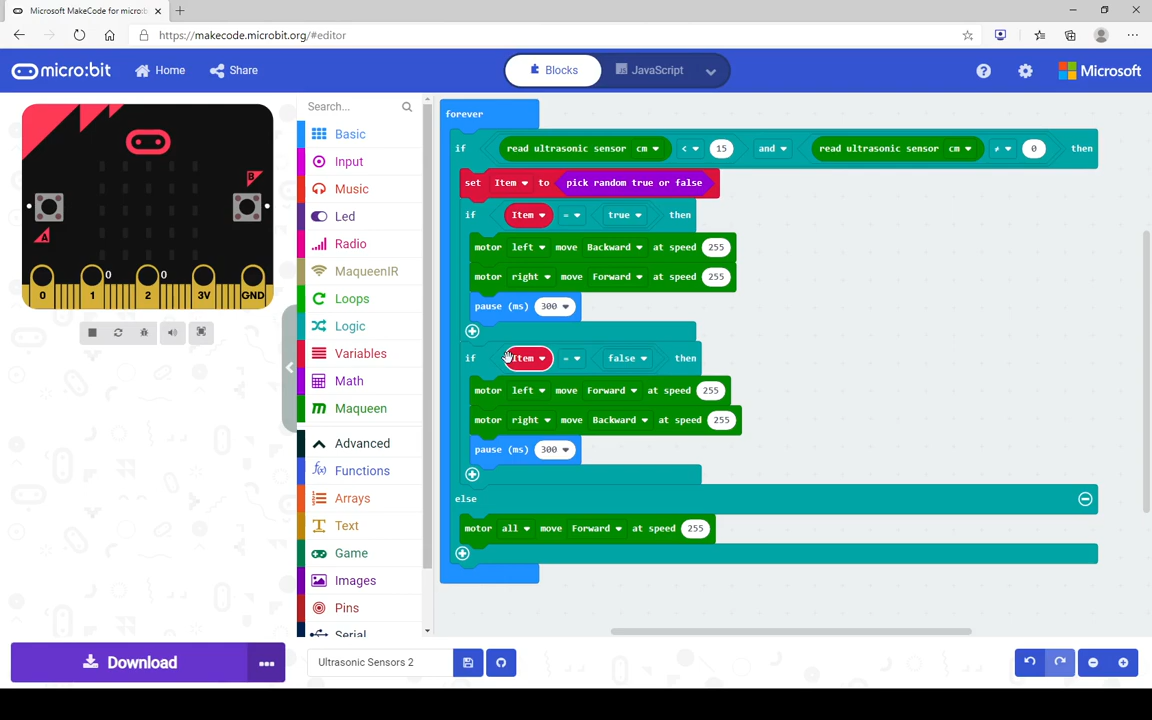 Microsoft MakeCode for micro:b
https://makecode.microbit.org/#editor
micro:bit
Home
Share
Blocks
JavaScript
Microsoft
B
A
0
1
0
2
0
3V
GND
Download
Search...
Basic
Input
Music
Led
Radio
MaqueenIR
Loops
Logic
Variables
Math
Maqueen
Advanced
Functions
Arrays
Text
Game
Images
Pins
Serial
forever
if read ultrasonic sensor cm < 15 and read ultrasonic sensor cm ≠ 0 then
set Item to pick random true or false
if Item = true then
motor left move Backward at speed 255
motor right move Forward at speed 255
pause (ms) 300
if Item = false then
motor left move Forward at speed 255
motor right move Backward at speed 255
pause (ms) 300
else
motor all move Forward at speed 255
Ultrasonic Sensors 2